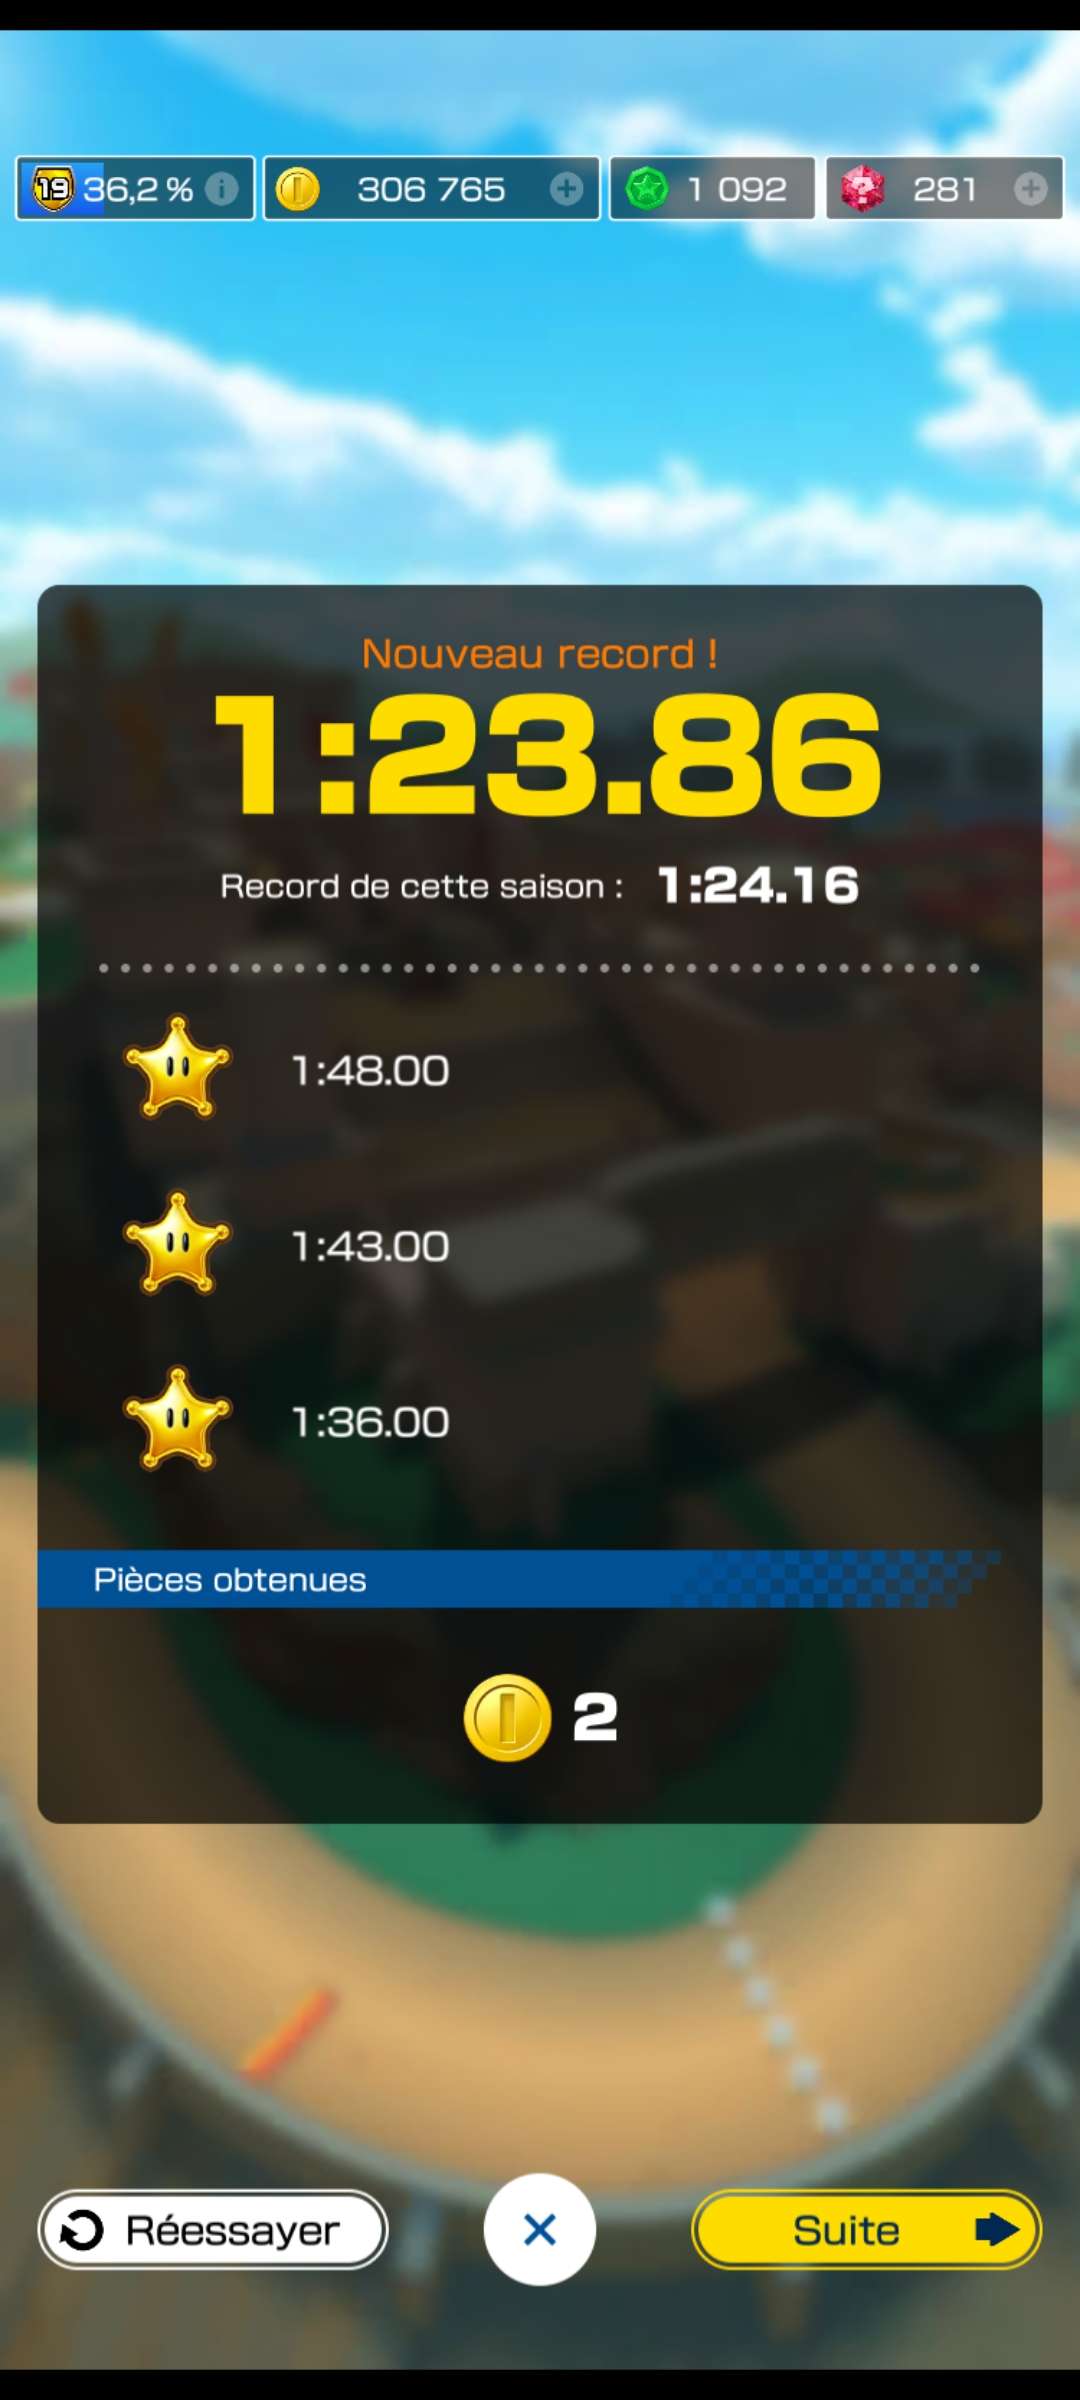 19 36,2 % i 306 765 + 1 092 ? 281 +
Nouveau record !
1:23.86
Record de cette saison : 1:24.16
1:48.00
1:43.00
1:36.00
Pièces obtenues
2
Réessayer × Suite